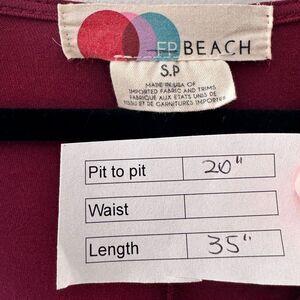 FP BEACH
S.P
MADE IN USA OF
IMPORTED FABRIC AND TRIMS
FABRIQUE AUX ETATS UNIS DE
TISSU ET DE GARNITURES IMPORTES
Pit to pit 20"
Waist
Length 35"